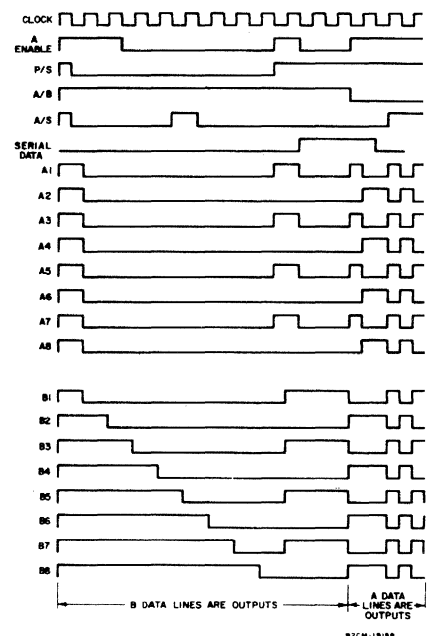 CLOCK
A
ENABLE
P/S
A/B
A/S
SERIAL
DATA
A1
A2
A3
A4
A5
A6
A7
A8
B1
B2
B3
B4
B5
B6
B7
B8
B DATA LINES ARE OUTPUTS
A DATA
LINES ARE
OUTPUTS